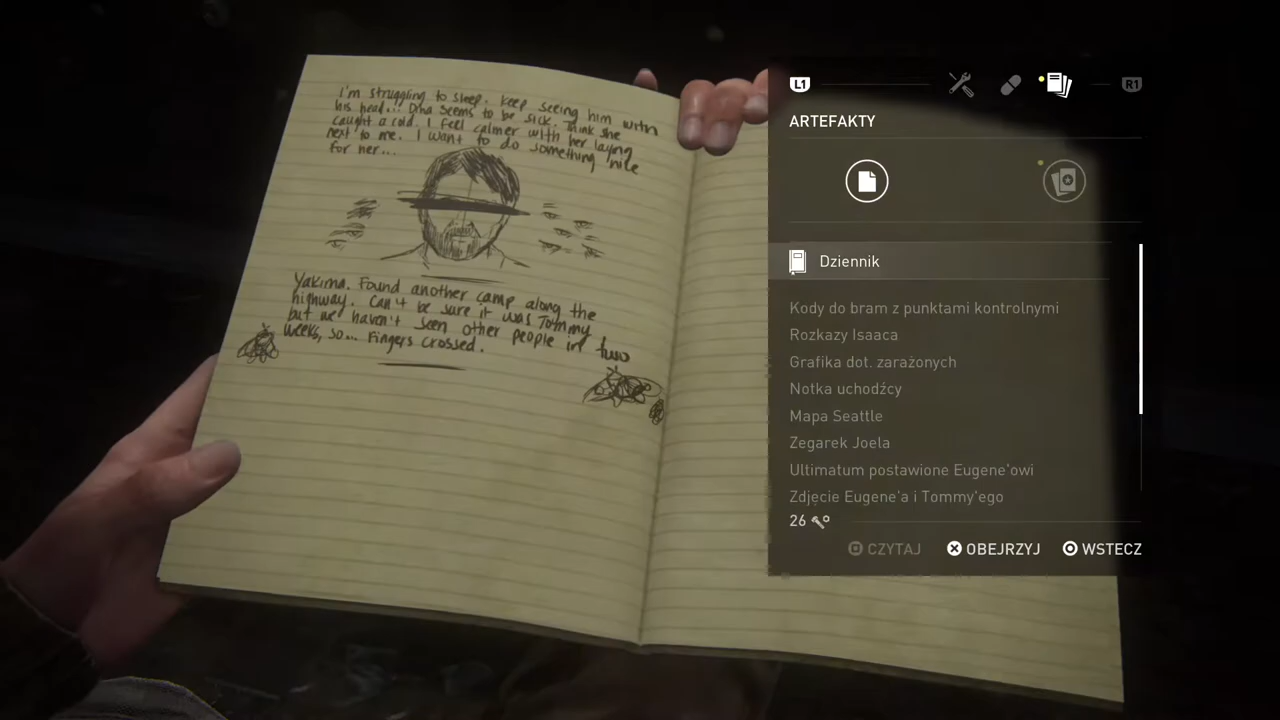 I'm struggling to sleep. Keep seeing him with
his head... Dina seems to be sick. Think she
caught a cold. I feel calmer with her laying
next to me. I want to do something nice
for her...
Yakima. Found another camp along the
highway. Can't be sure it was Tommy
but we haven't seen other people in two
weeks, so... Fingers crossed.
L1
R1
ARTEFAKTY
Dziennik
Kody do bram z punktami kontrolnymi
Rozkazy Isaaca
Grafika dot. zarażonych
Notka uchodźcy
Mapa Seattle
Zegarek Joela
Ultimatum postawione Eugene'owi
Zdjęcie Eugene'a i Tommy'ego
26
CZYTAJ OBEJRZYJ WSTECZ